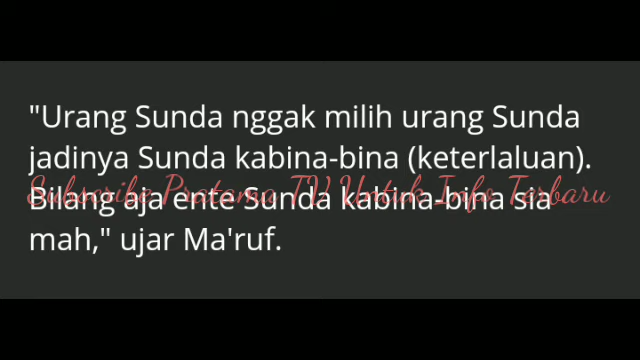 "Urang Sunda nggak milih urang Sunda
jadinya Sunda kabina-bina (keterlaluan).
Subscribe Pratama TV Untuk Info Terbaru
Bilang aja ente Sunda kabina-bina sia
mah," ujar Ma'ruf.